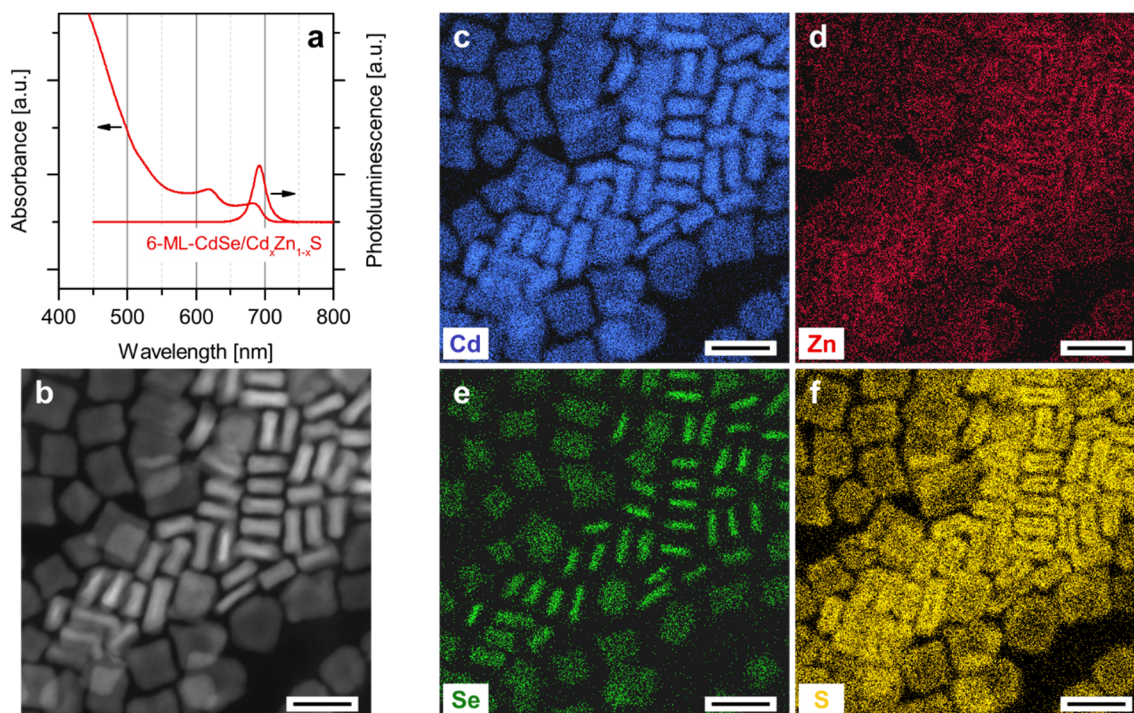 a
Absorbance [a.u.]
Photoluminescence [a.u.]
6-ML-CdSe/CdₓZn₁₋ₓS
400 500 600 700 800
Wavelength [nm]
b
c
Cd
d
Zn
e
Se
f
S